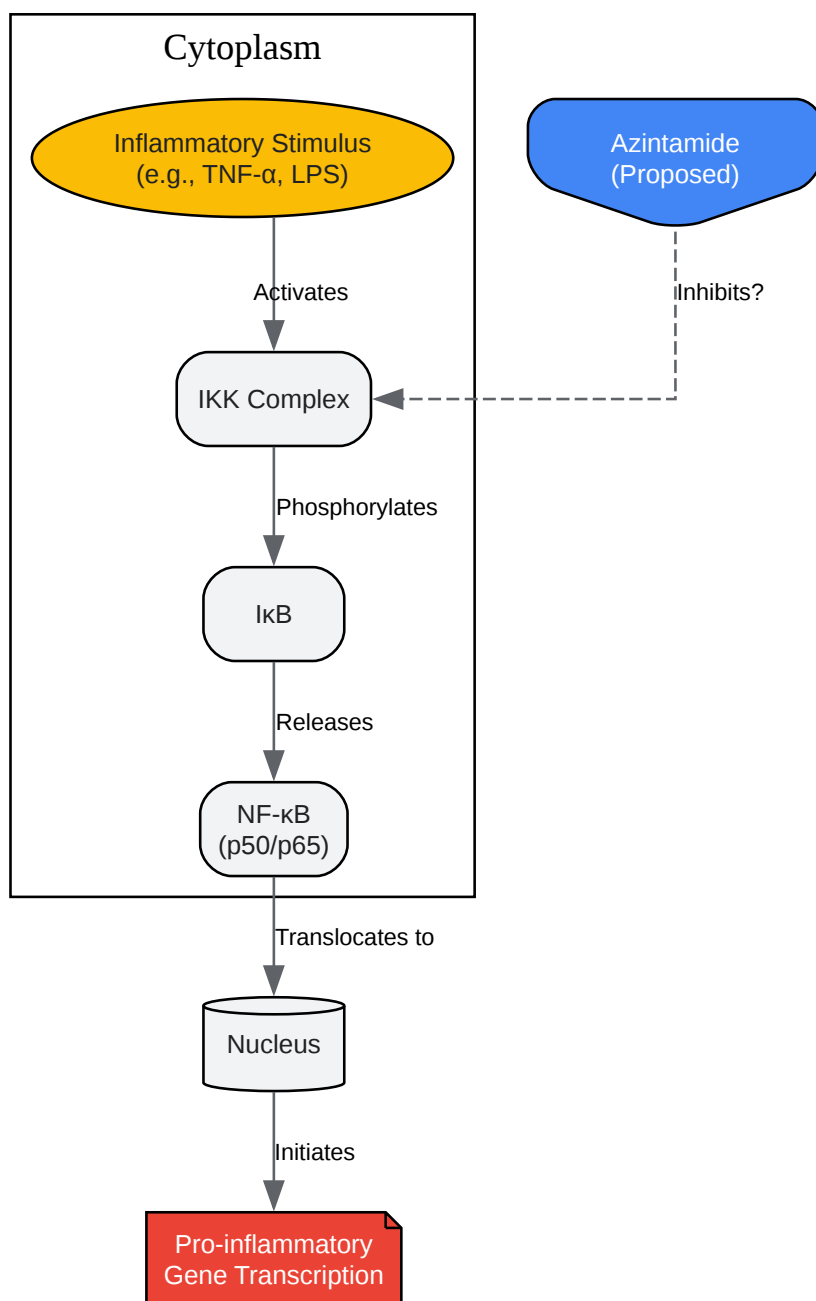 Cytoplasm
Inflammatory Stimulus
(e.g., TNF-α, LPS)
Azintamide
(Proposed)
Activates
Inhibits?
IKK Complex
Phosphorylates
IκB
Releases
NF-κB
(p50/p65)
Translocates to
Nucleus
Initiates
Pro-inflammatory
Gene Transcription